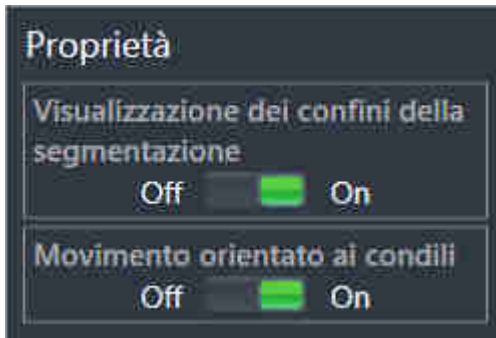 Proprietà
Visualizzazione dei confini della
segmentazione
Off On
Movimento orientato ai condili
Off On